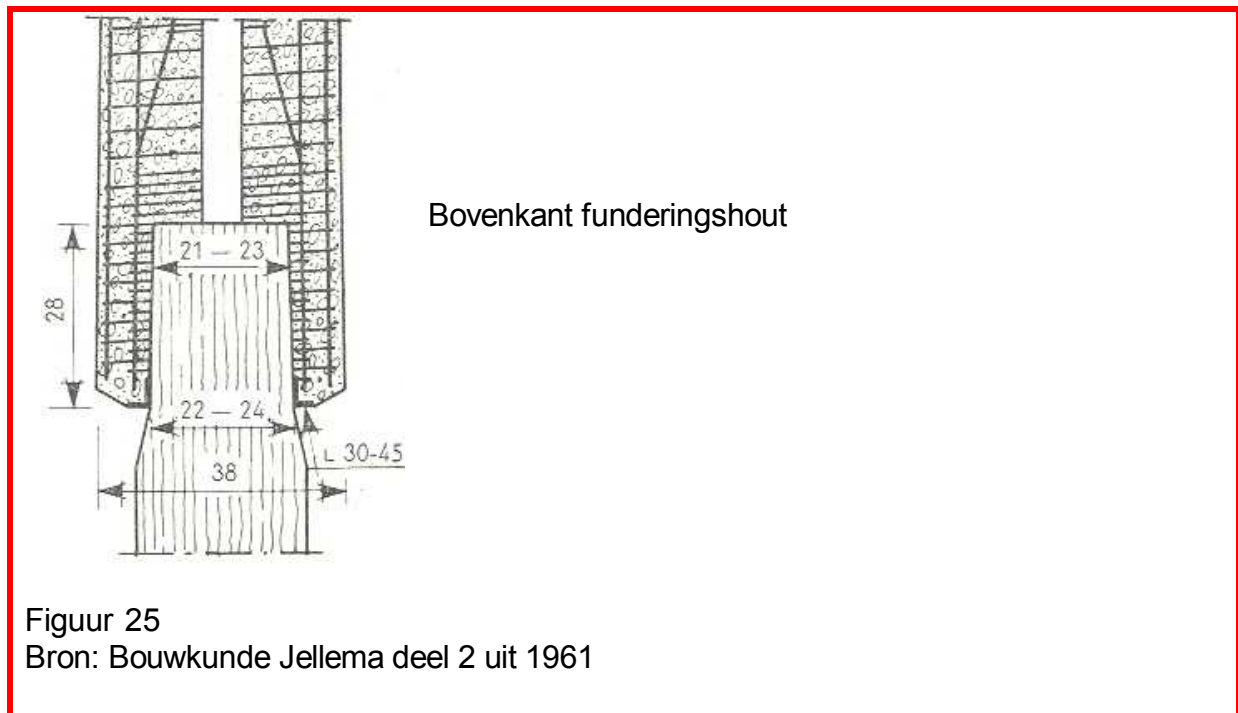 Bovenkant funderingshout
21 — 23
28
22 — 24
L 30-45
38
Figuur 25
Bron: Bouwkunde Jellema deel 2 uit 1961